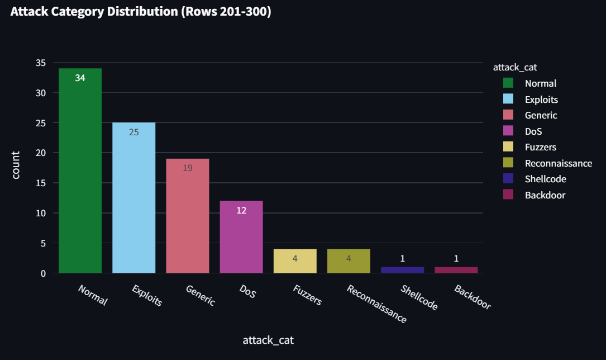 Attack Category Distribution (Rows 201-300)
attack_cat
Normal
Exploits
Generic
DoS
Fuzzers
Reconnaissance
Shellcode
Backdoor
count
35
30
25
20
15
10
5
0
34
25
19
12
4
4
1
1
Normal
Exploits
Generic
DoS
Fuzzers
Reconnaissance
Shellcode
Backdoor
attack_cat